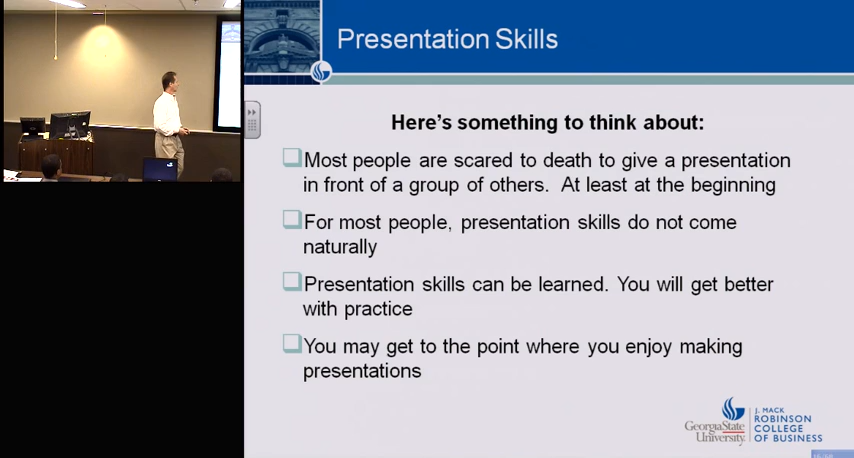 Presentation Skills
Here's something to think about:
Most people are scared to death to give a presentation
in front of a group of others.  At least at the beginning
For most people, presentation skills do not come
naturally
Presentation skills can be learned. You will get better
with practice
You may get to the point where you enjoy making
presentations
J. MACK
ROBINSON
COLLEGE
OF BUSINESS
GeorgiaState
University